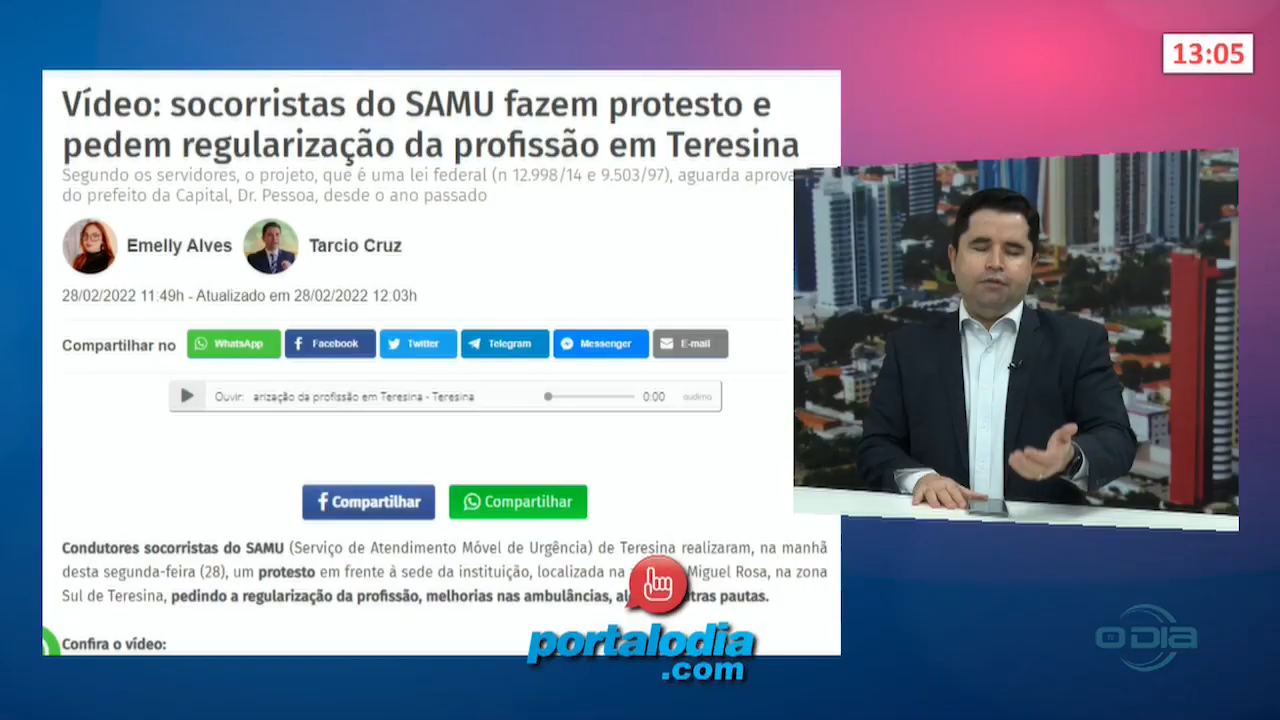 13:05
Vídeo: socorristas do SAMU fazem protesto e
pedem regularização da profissão em Teresina
Segundo os servidores, o projeto, que é uma lei federal (n 12.998/14 e 9.503/97), aguarda
do prefeito da Capital, Dr. Pessoa, desde o ano passado
Emelly Alves Tarcio Cruz
28/02/2022 11:49h - Atualizado em 28/02/2022 12:03h
Compartilhar no WhatsApp Facebook Twitter Telegram Messenger E-mail
Ouvir: arização da profissão em Teresina - Teresina 0:00 audima
Compartilhar Compartilhar
Condutores socorristas do SAMU (Serviço de Atendimento Móvel de Urgência) de Teresina realizaram, na manhã
desta segunda-feira (28), um protesto em frente à sede da instituição, localizada na Miguel Rosa, na zona
Sul de Teresina, pedindo a regularização da profissão, melhorias nas ambulâncias, pautas.
Confira o vídeo:
portalodia
.com
O DIA